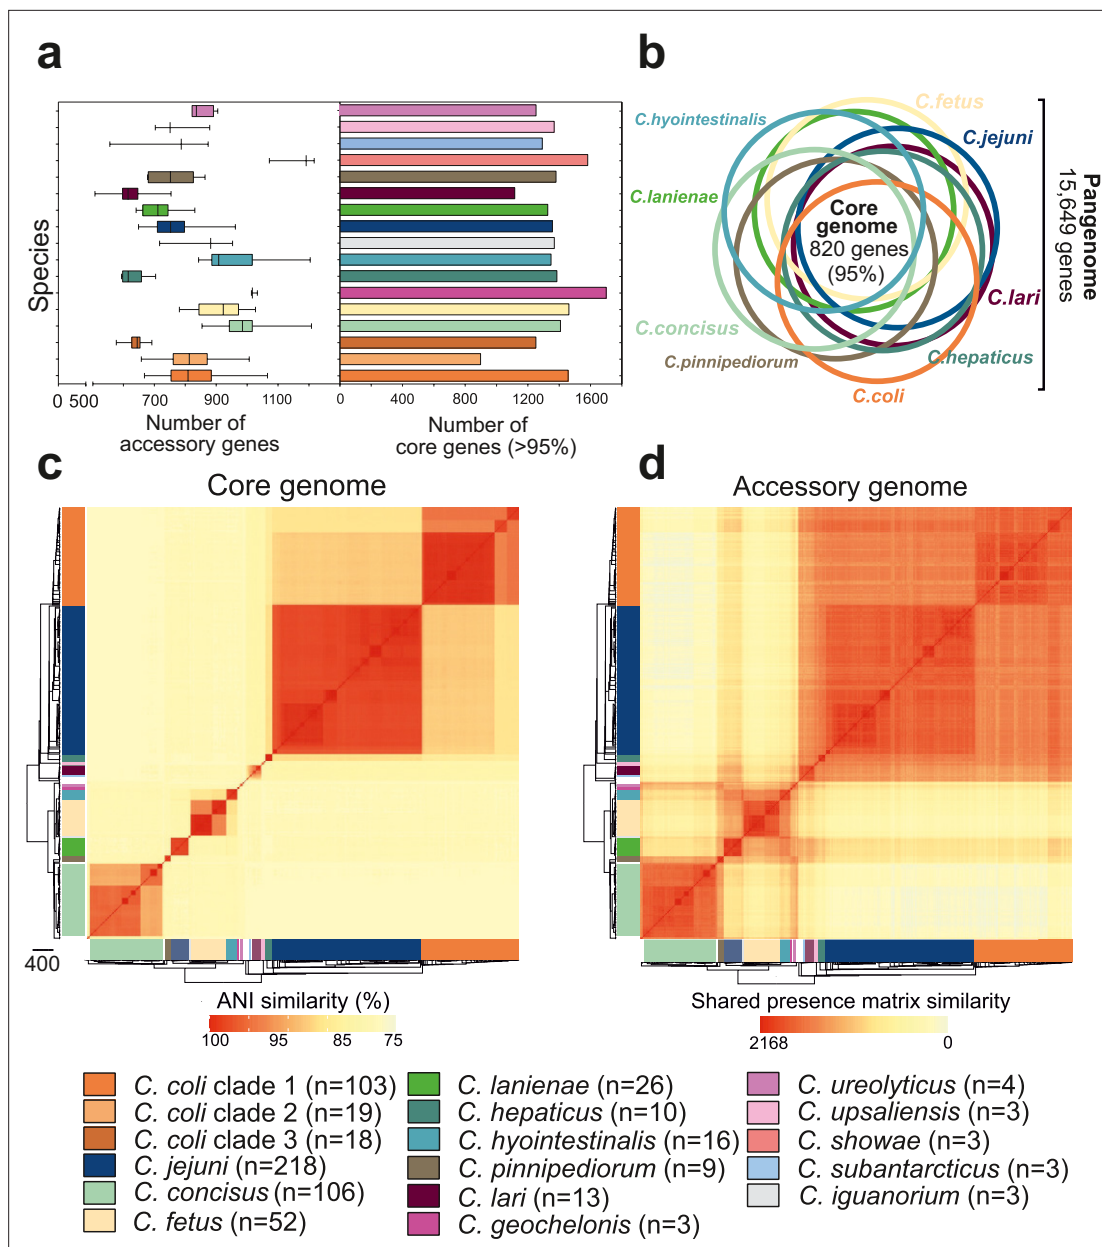 a
Species
0 500 700 900 1100
Number of
accessory genes
0 400 800 1200 1600
Number of
core genes (>95%)
b
C.fetus
C.hyointestinalis
C.jejuni
C.lanienae
Core
genome
820 genes
(95%)
C.lari
C.concisus
C.hepaticus
C.pinnipediorum
C.coli
Pangenome
15,649 genes
c
Core genome
400
ANI similarity (%)
100 95 85 75
d
Accessory genome
Shared presence matrix similarity
2168 0
C. coli clade 1 (n=103)
C. coli clade 2 (n=19)
C. coli clade 3 (n=18)
C. jejuni (n=218)
C. concisus (n=106)
C. fetus (n=52)
C. lanienae (n=26)
C. hepaticus (n=10)
C. hyointestinalis (n=16)
C. pinnipediorum (n=9)
C. lari (n=13)
C. geochelonis (n=3)
C. ureolyticus (n=4)
C. upsaliensis (n=3)
C. showae (n=3)
C. subantarcticus (n=3)
C. iguanorium (n=3)